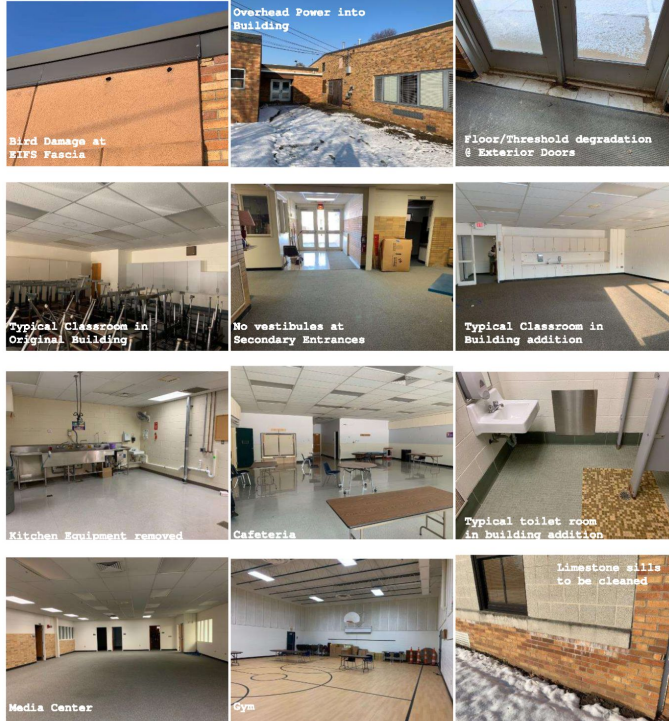 Bird Damage at
EIFS Fascia
Overhead Power into
Building
Floor/Threshold degradation
@ Exterior Doors
Typical Classroom in
Original Building
No vestibules at
Secondary Entrances
Typical Classroom in
Building addition
Kitchen Equipment removed
Cafeteria
Typical toilet room
in building addition
Media Center
Gym
Limestone sills
to be cleaned